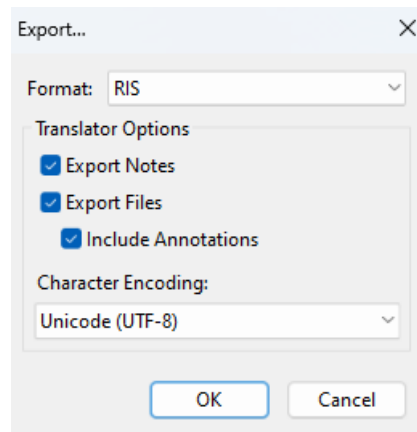 Export...
Format: RIS
Translator Options
Export Notes
Export Files
Include Annotations
Character Encoding:
Unicode (UTF-8)
OK Cancel